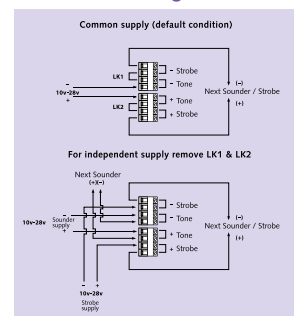 Common supply (default condition)
- Strobe
LK1
- Tone
(-)
10v-28v
-
+
Next Sounder / Strobe
+ Tone
(+)
LK2
+ Strobe
For independent supply remove LK1 & LK2
Next Sounder
(+)(-)
- Strobe
- Tone
(-)
10v-28v
-
Sounder
supply
+
Next Sounder / Strobe
+ Tone
(+)
+ Strobe
- +
10v-28v
Strobe
supply